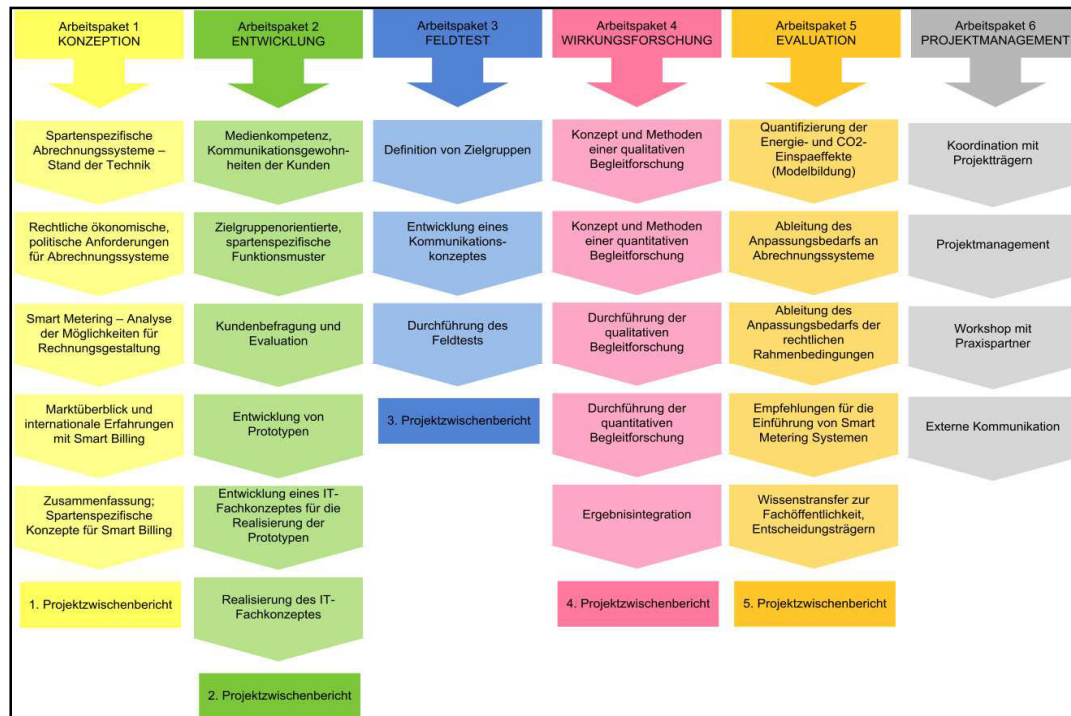 Arbeitspaket 1
KONZEPTION
Spartenspezifische
Abrechnungssysteme –
Stand der Technik
Rechtliche ökonomische,
politische Anforderungen
für Abrechnungssysteme
Smart Metering – Analyse
der Möglichkeiten für
Rechnungsgestaltung
Marktüberblick und
internationale Erfahrungen
mit Smart Billing
Zusammenfassung;
Spartenspezifische
Konzepte für Smart Billing
1. Projektzwischenbericht
Arbeitspaket 2
ENTWICKLUNG
Medienkompetenz,
Kommunikationsgewohn-
heiten der Kunden
Zielgruppenorientierte,
spartenspezifische
Funktionsmuster
Kundenbefragung und
Evaluation
Entwicklung von
Prototypen
Entwicklung eines IT-
Fachkonzeptes für die
Realisierung der
Prototypen
Realisierung des IT-
Fachkonzeptes
2. Projektzwischenbericht
Arbeitspaket 3
FELDTEST
Definition von Zielgruppen
Entwicklung eines
Kommunikations-
konzeptes
Durchführung des
Feldtests
3. Projektzwischenbericht
Arbeitspaket 4
WIRKUNGSFORSCHUNG
Konzept und Methoden
einer qualitativen
Begleitforschung
Konzept und Methoden
einer quantitativen
Begleitforschung
Durchführung der
qualitativen
Begleitforschung
Durchführung der
quantitativen
Begleitforschung
Ergebnisintegration
4. Projektzwischenbericht
Arbeitspaket 5
EVALUATION
Quantifizierung der
Energie- und CO2-
Einspaeffekte
(Modelbildung)
Ableitung des
Anpassungsbedarfs an
Abrechnungssysteme
Ableitung des
Anpassungsbedarfs der
rechtlichen
Rahmenbedingungen
Empfehlungen für die
Einführung von Smart
Metering Systemen
Wissenstransfer zur
Fachöffentlichkeit,
Entscheidungsträgern
5. Projektzwischenbericht
Arbeitspaket 6
PROJEKTMANAGEMENT
Koordination mit
Projektträgern
Projektmanagement
Workshop mit
Praxispartner
Externe Kommunikation